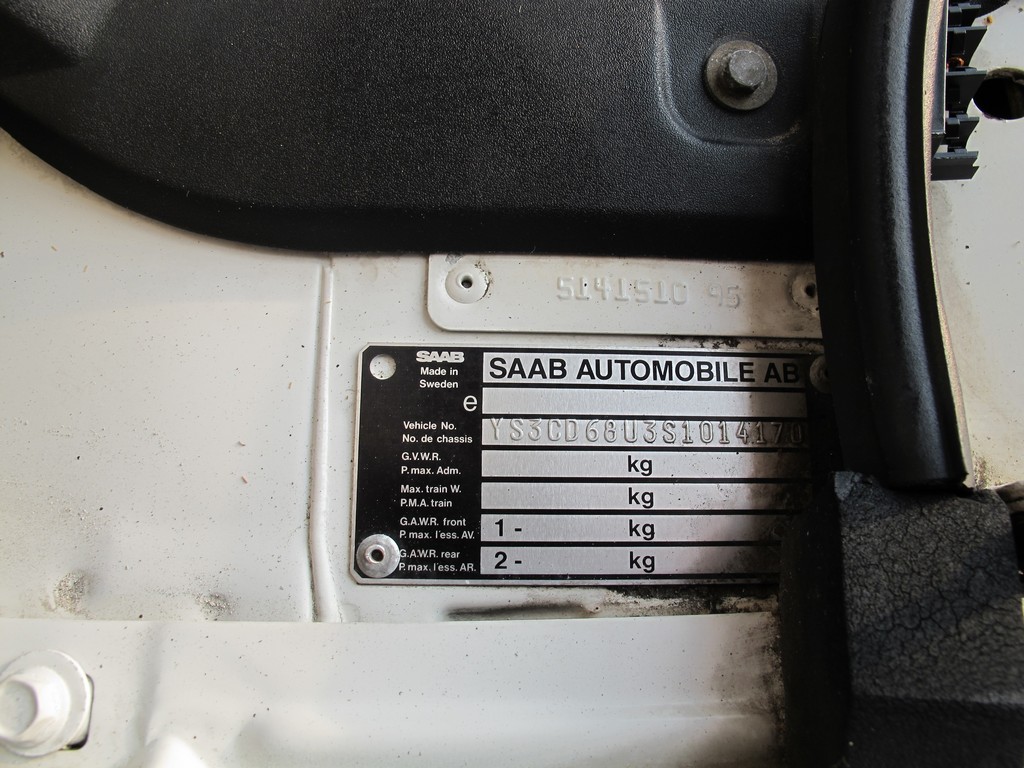 5141510 95
SAAB
Made in
Sweden
SAAB AUTOMOBILE AB
e
Vehicle No.
No. de chassis
YS3CD68U3S1014170
G.V.W.R.
P. max. Adm.
kg
Max. train W.
P.M.A. train
kg
G.A.W.R. front
P. max. l'ess. AV.
1 - kg
G.A.W.R. rear
P. max. l'ess. AR.
2 - kg